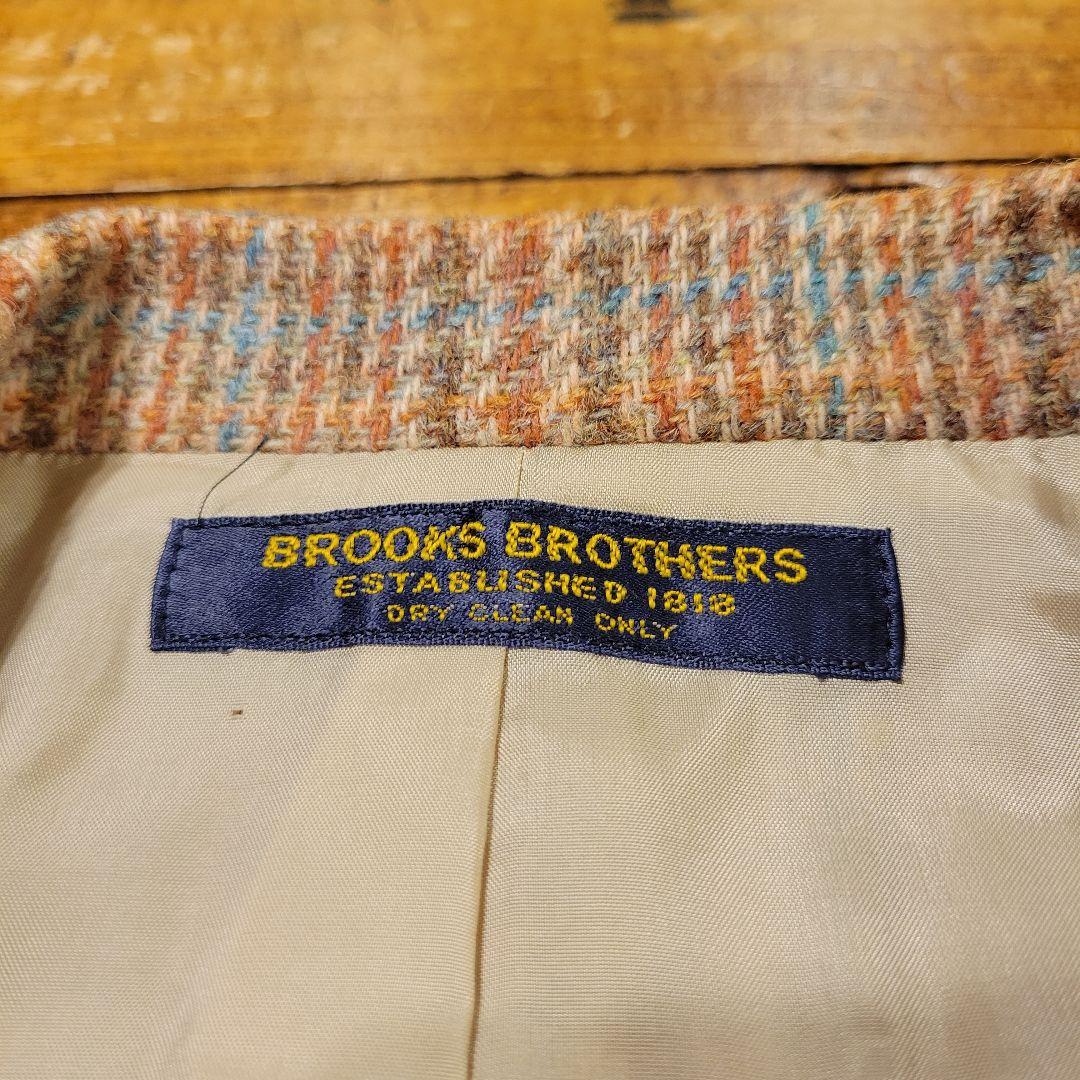 BROOKS BROTHERS
ESTABLISHED 1818
DRY CLEAN ONLY